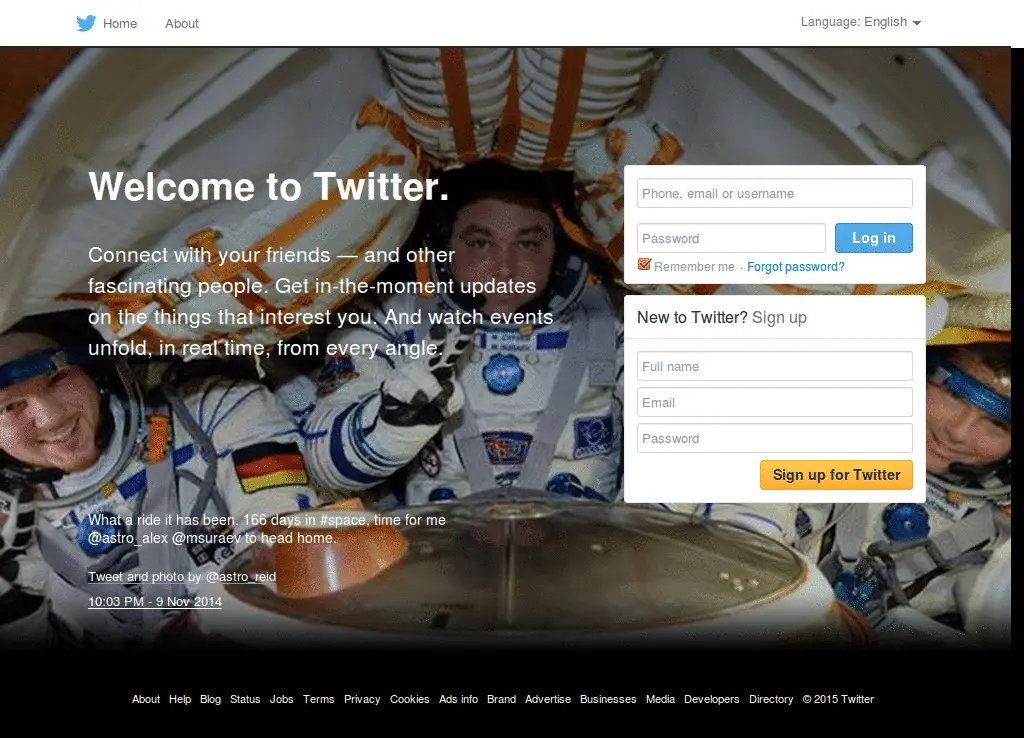 Home About Language: English
Welcome to Twitter.
Connect with your friends — and other
fascinating people. Get in-the-moment updates
on the things that interest you. And watch events
unfold, in real time, from every angle.
Phone, email or username
Password Log in
Remember me · Forgot password?
New to Twitter? Sign up
Full name
Email
Password
Sign up for Twitter
What a ride it has been. 166 days in #space, time for me
@astro_alex @msuraev to head home.
Tweet and photo by @astro_reid
10:03 PM - 9 Nov 2014
About Help Blog Status Jobs Terms Privacy Cookies Ads info Brand Advertise Businesses Media Developers Directory © 2015 Twitter